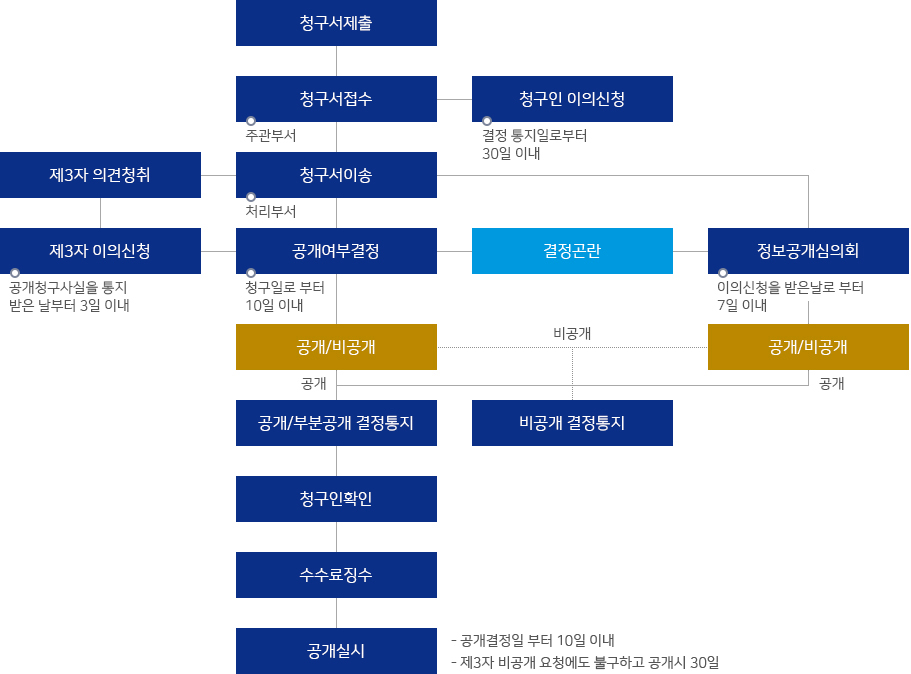 청구서제출
청구서접수
청구인 이의신청
주관부서
결정 통지일로부터
30일 이내
제3자 의견청취
청구서이송
처리부서
제3자 이의신청
공개여부결정
결정곤란
정보공개심의회
공개청구사실을 통지
받은 날부터 3일 이내
청구일로 부터
10일 이내
이의신청을 받은날로 부터
7일 이내
공개/비공개
비공개
공개/비공개
공개
공개
공개/부분공개 결정통지
비공개 결정통지
청구인확인
수수료징수
공개실시
- 공개결정일 부터 10일 이내
- 제3자 비공개 요청에도 불구하고 공개시 30일